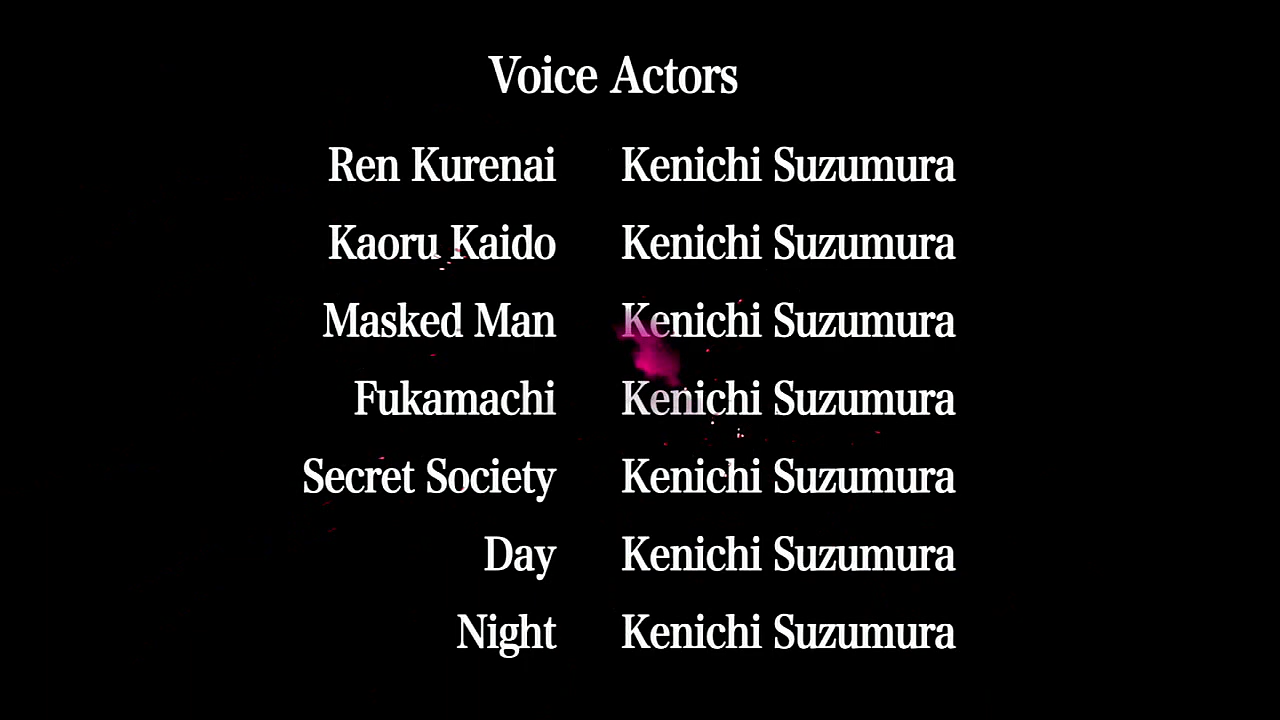 Voice Actors
Ren Kurenai Kenichi Suzumura
Kaoru Kaido Kenichi Suzumura
Masked Man Kenichi Suzumura
Fukamachi Kenichi Suzumura
Secret Society Kenichi Suzumura
Day Kenichi Suzumura
Night Kenichi Suzumura